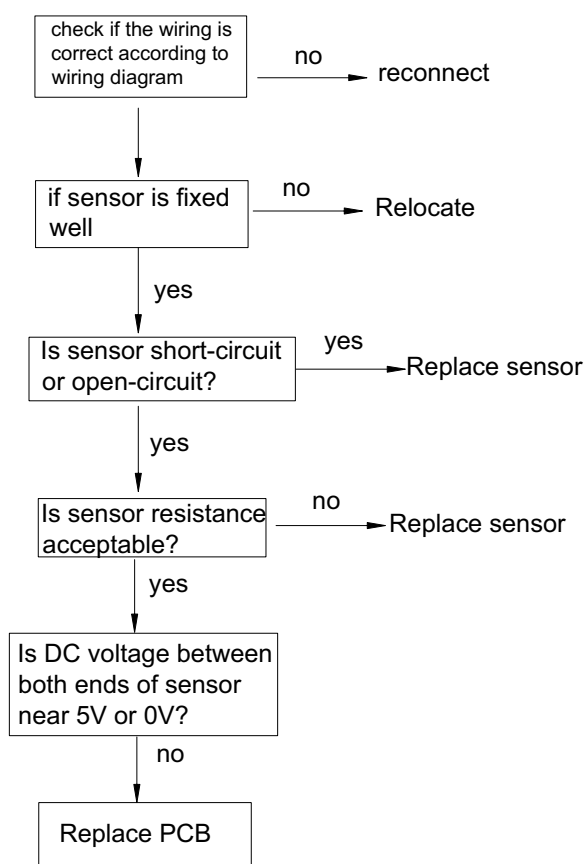 check if the wiring is
correct according to
wiring diagram
no
reconnect
if sensor is fixed
well
no
Relocate
yes
Is sensor short-circuit
or open-circuit?
yes
Replace sensor
yes
Is sensor resistance
acceptable?
no
Replace sensor
yes
Is DC voltage between
both ends of sensor
near 5V or 0V?
no
Replace PCB